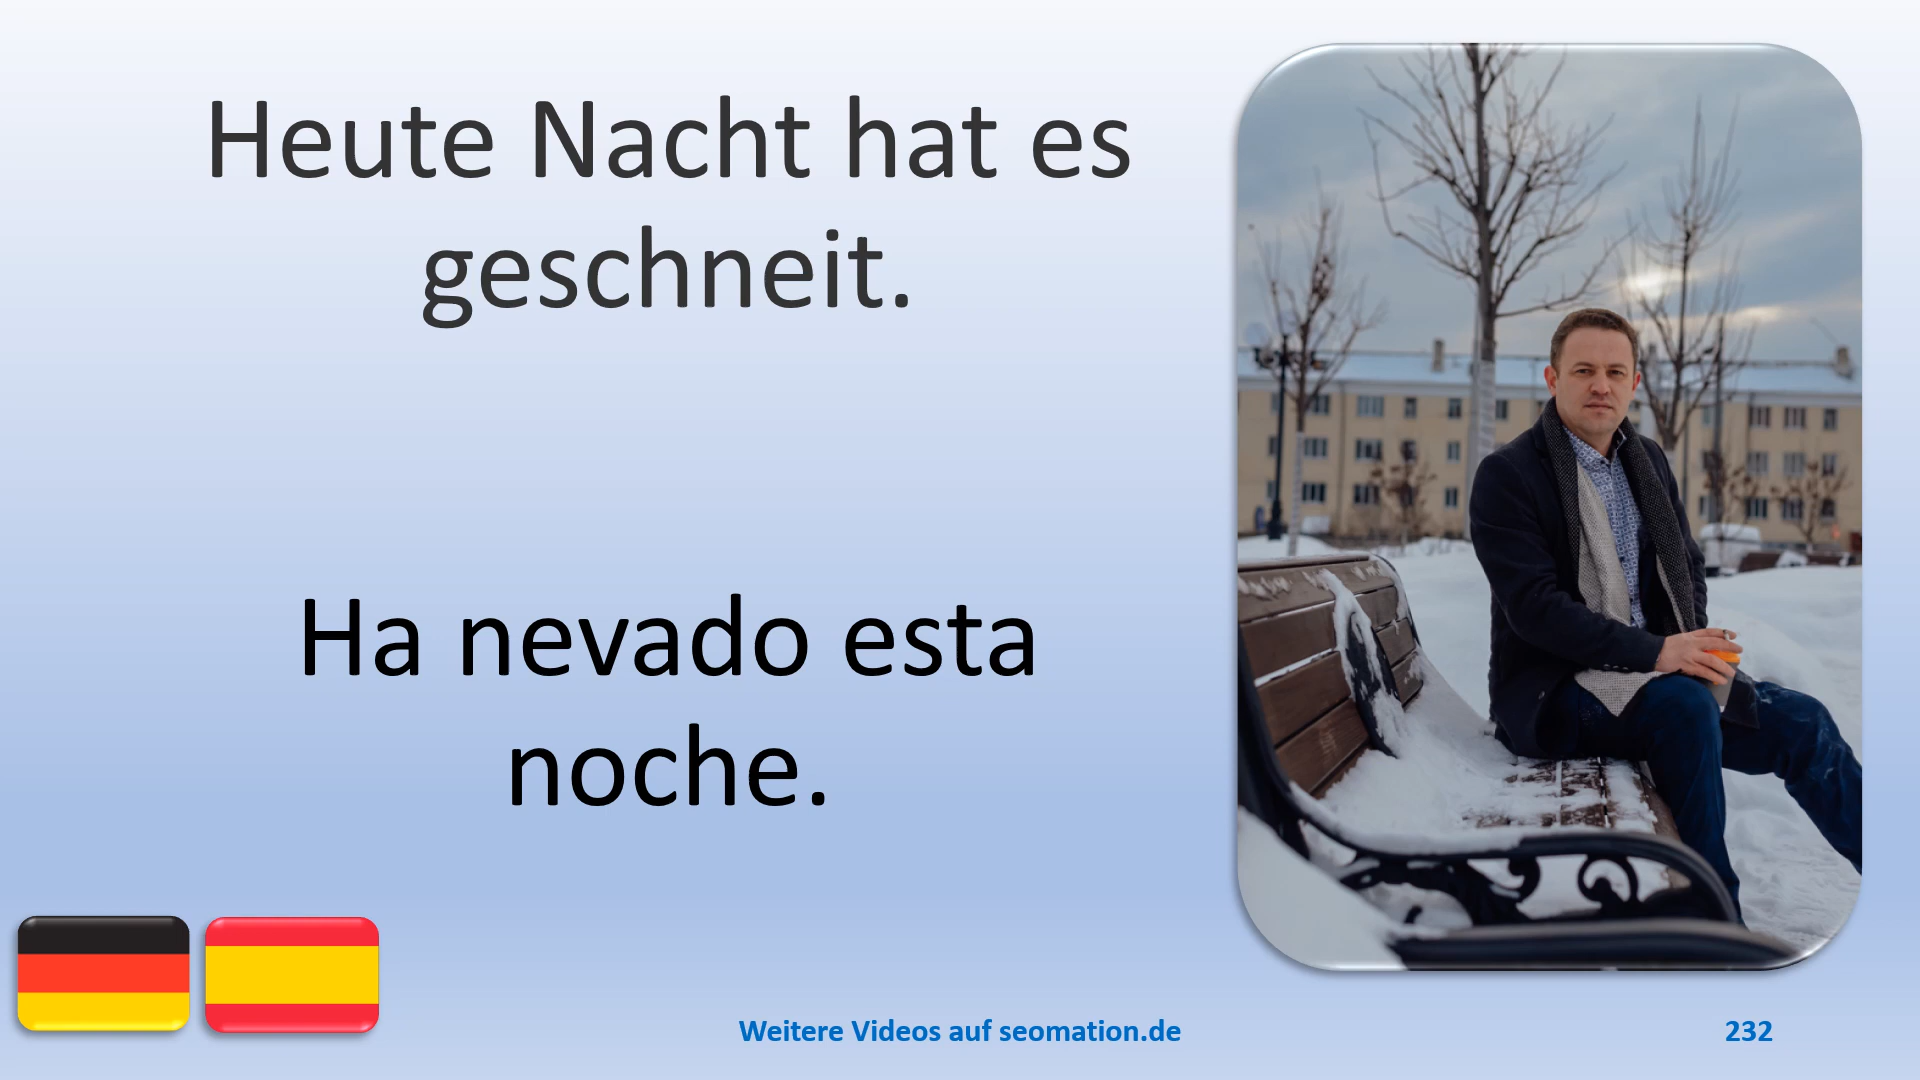 Heute Nacht hat es
geschneit.
Ha nevado esta
noche.
Weitere Videos auf seomation.de
232